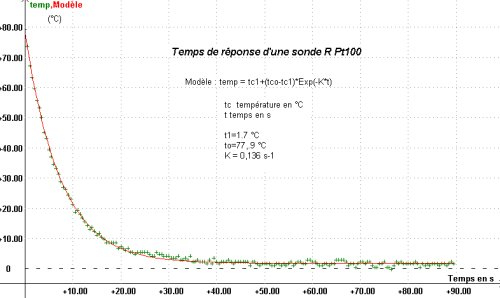 temp,Modèle
(°C)
+80.00
Temps de réponse d'une sonde R Pt100
+70.00
Modèle : temp = tc1+(tco-tc1)*Exp(-K*t)
+60.00
tc température en °C
t temps en s
+50.00
t1=1.7 °C
to=77,.9 °C
K = 0,136 s-1
+40.00
+30.00
+20.00
+10.00
0
Temps en s
+10.00 +20.00 +30.00 +40.00 +50.00 +60.00 +70.00 +80.00 +90.00